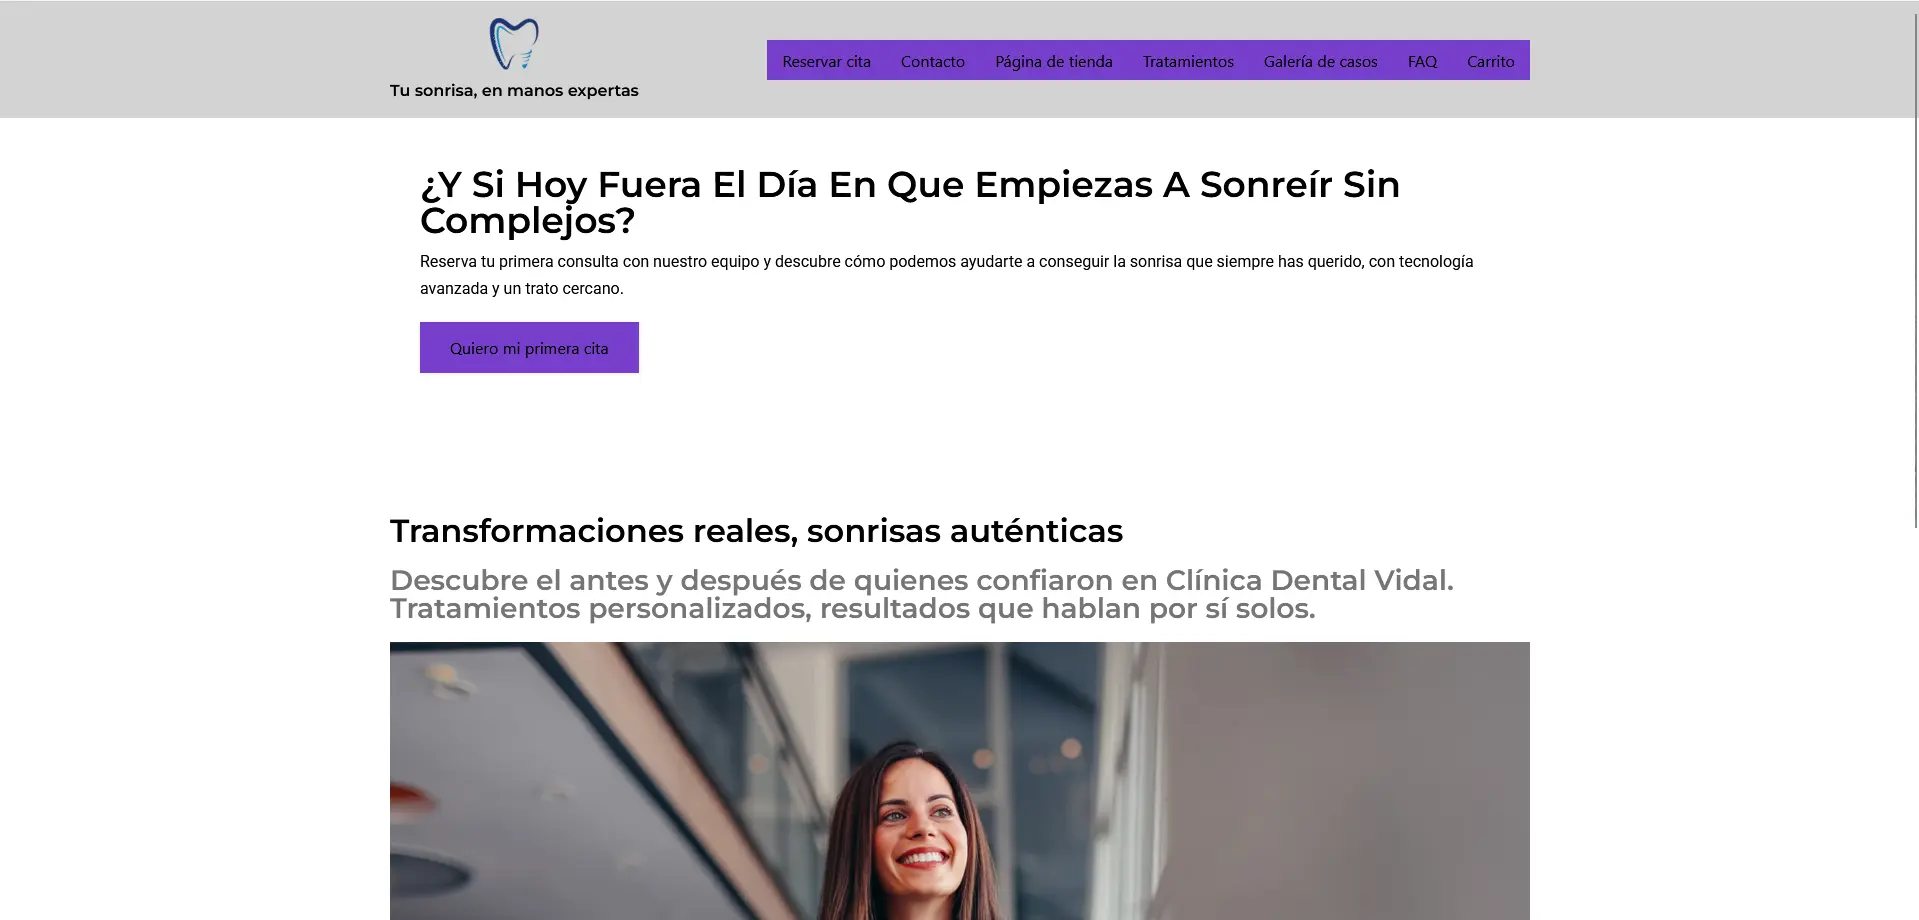 Tu sonrisa, en manos expertas
Reservar cita Contacto Página de tienda Tratamientos Galería de casos FAQ Carrito
¿Y Si Hoy Fuera El Día En Que Empiezas A Sonreír Sin
Complejos?
Reserva tu primera consulta con nuestro equipo y descubre cómo podemos ayudarte a conseguir la sonrisa que siempre has querido, con tecnología
avanzada y un trato cercano.
Quiero mi primera cita
Transformaciones reales, sonrisas auténticas
Descubre el antes y después de quienes confiaron en Clínica Dental Vidal.
Tratamientos personalizados, resultados que hablan por sí solos.